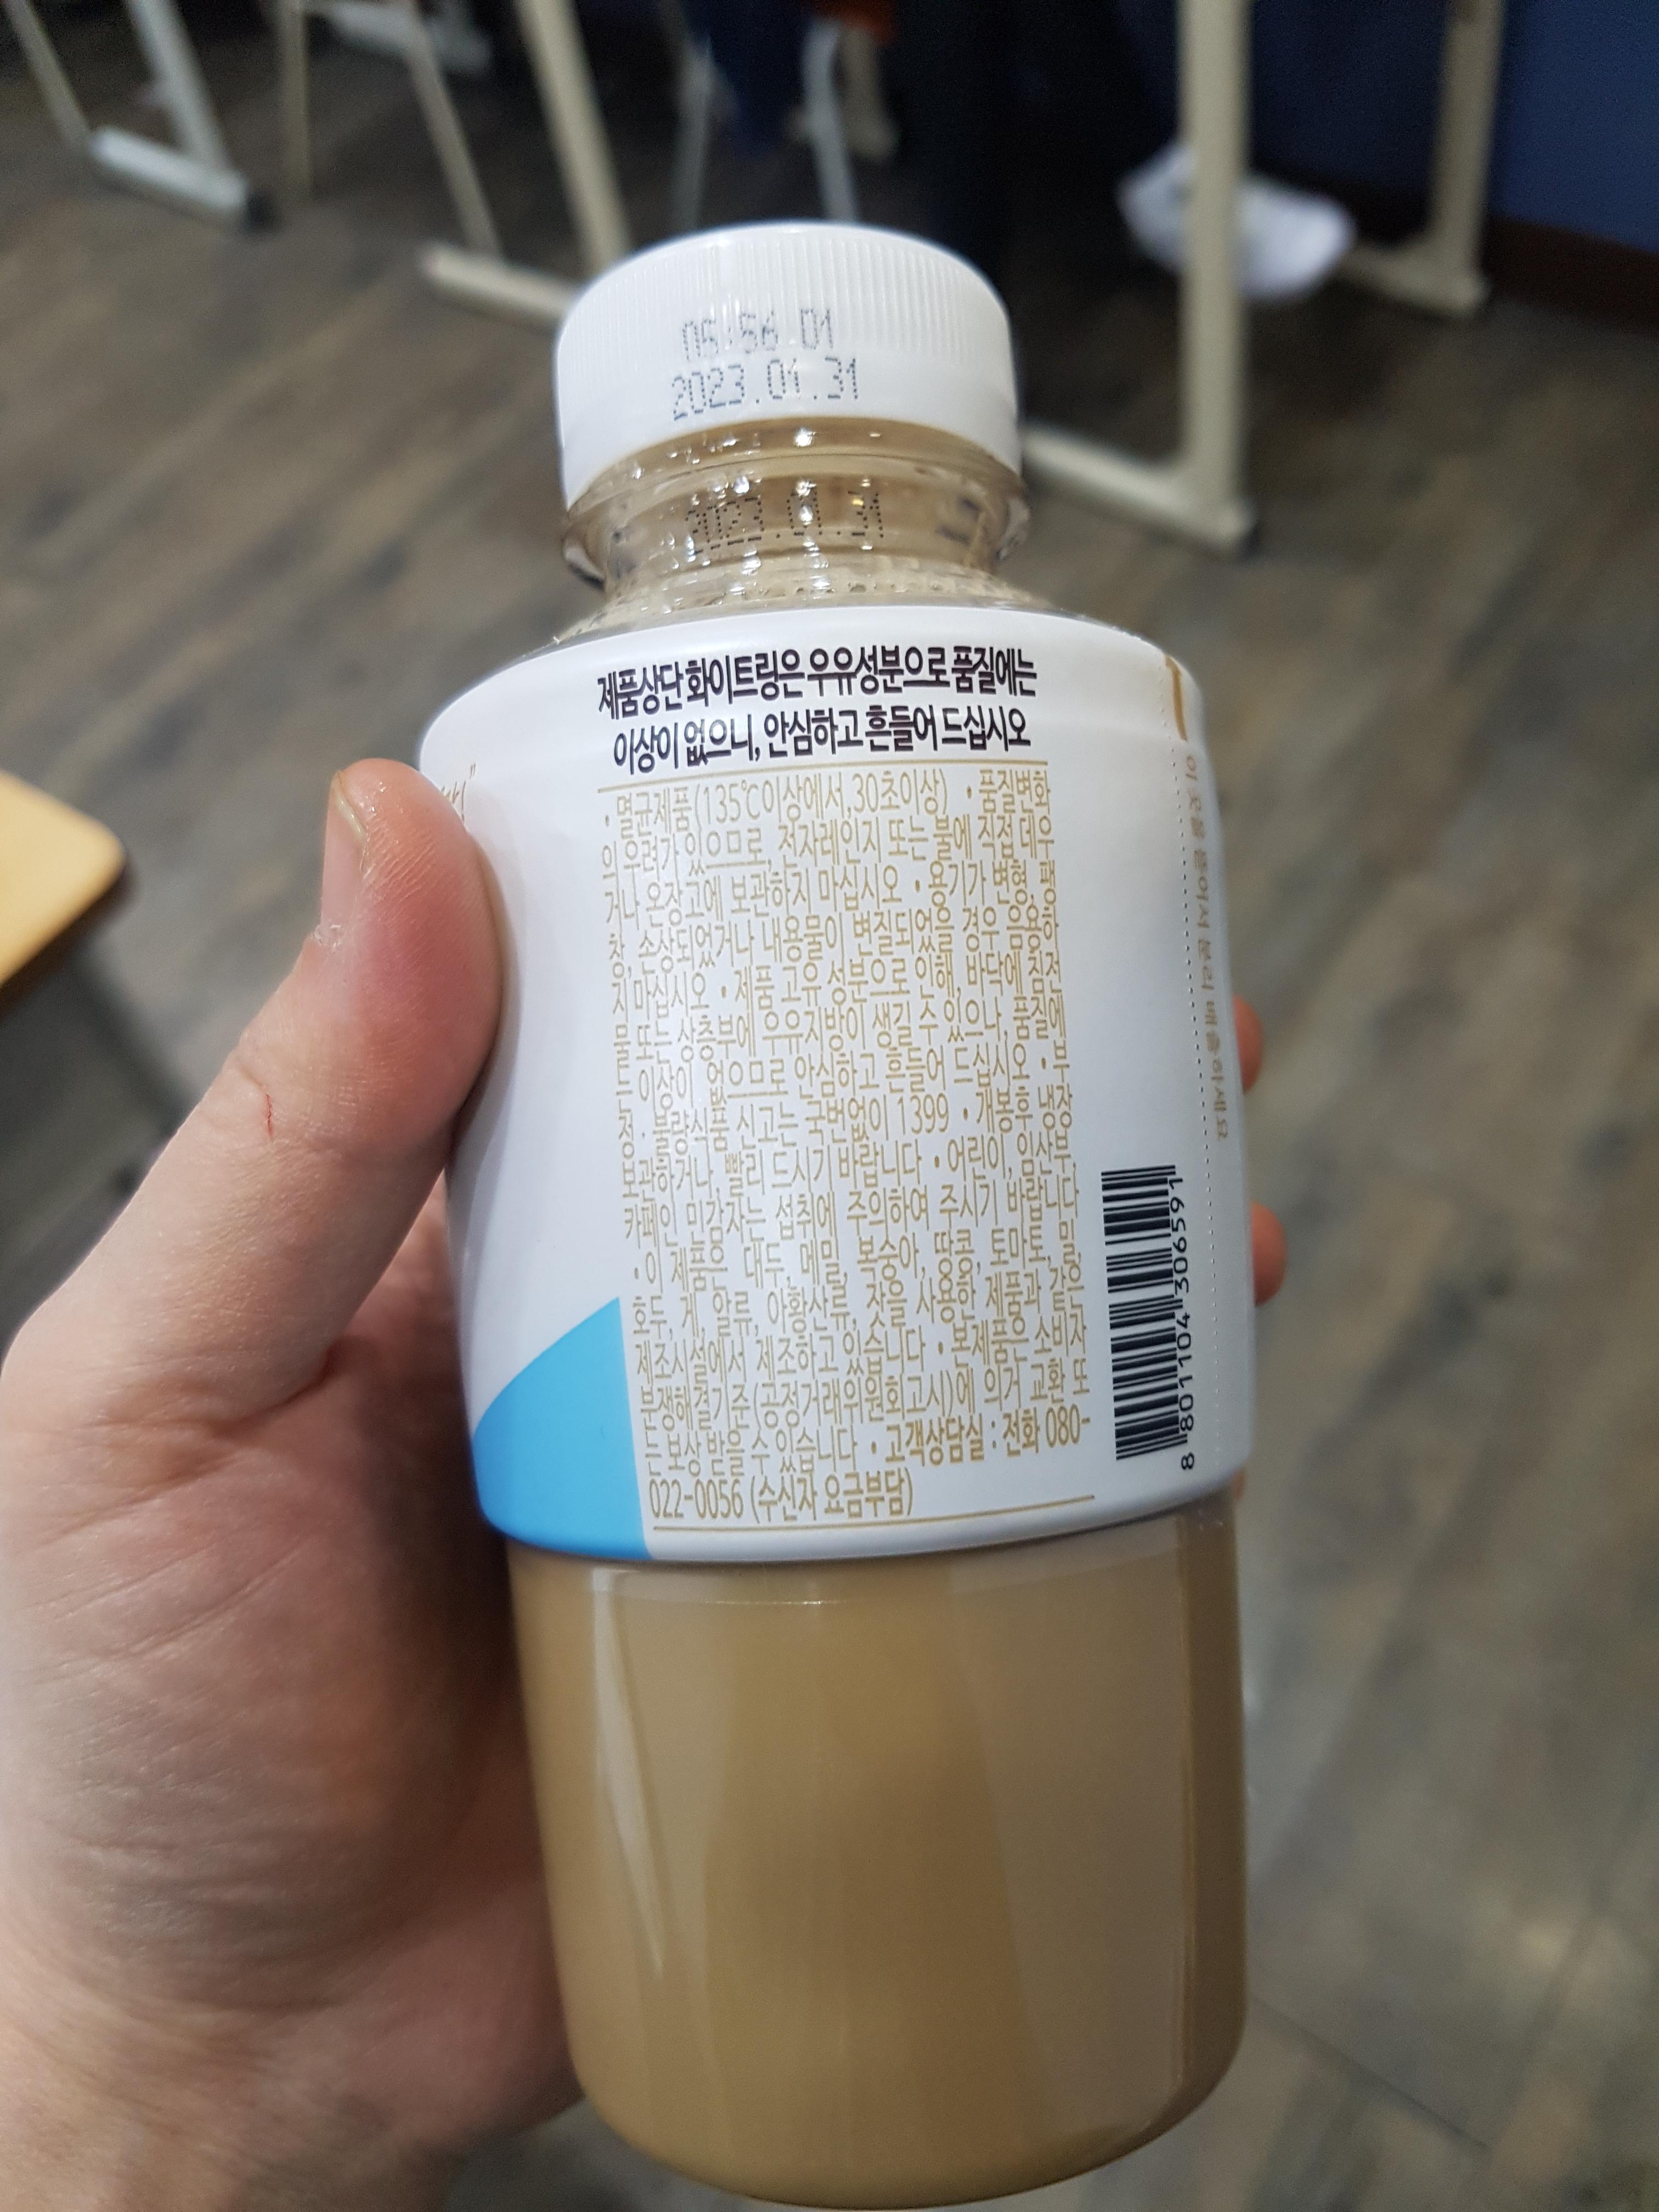 05:56 01
2023.01.31
2023.01.31
제품상단 화이트링은 우유성분으로 품질에는
이상이 없으니, 안심하고 흔들어 드십시오
• 멸균제품(135℃이상에서,30초이상) • 품질변화
의 우려가 있으므로, 전자레인지 또는 불에 직접 데우
거나 온장고에 보관하지 마십시오 • 용기가 변형, 팽
창, 손상되었거나 내용물이 변질되었을 경우 음용하
지 마십시오 • 제품 고유 성분으로 인해, 바닥에 침전
물 또는 상층부에 우유지방이 생길 수 있으나, 품질에
는 이상이 없으므로 안심하고 흔들어 드십시오 • 부
정·불량식품 신고는 국번없이 1399 • 개봉후 냉장
보관하거나, 빨리 드시기 바랍니다 • 어린이, 임산부,
카페인 민감자는 섭취에 주의하여 주시기 바랍니다
• 이 제품은 대두, 메밀, 복숭아, 땅콩, 토마토, 밀,
호두, 게, 알류, 아황산류, 잣을 사용한 제품과 같은
제조시설에서 제조하고 있습니다 • 본제품은 소비자
분쟁해결기준(공정거래위원회고시)에 의거 교환 또
는 보상 받을 수 있습니다 • 고객상담실 : 전화 080-
022-0056 (수신자 요금부담)
8 801104 306591
이 곳을 뜯어서 분리 배출하세요